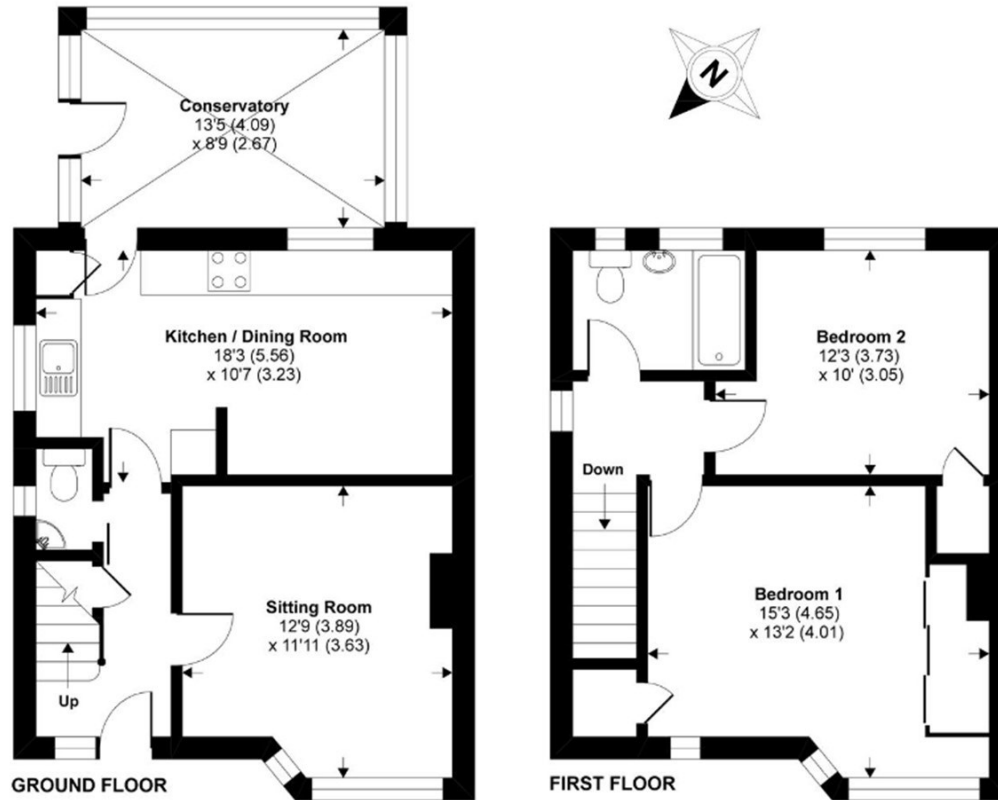 Conservatory
13'5 (4.09)
x 8'9 (2.67)
N
Kitchen / Dining Room
18'3 (5.56)
x 10'7 (3.23)
Sitting Room
12'9 (3.89)
x 11'11 (3.63)
Up
GROUND FLOOR
Bedroom 2
12'3 (3.73)
x 10' (3.05)
Down
Bedroom 1
15'3 (4.65)
x 13'2 (4.01)
FIRST FLOOR